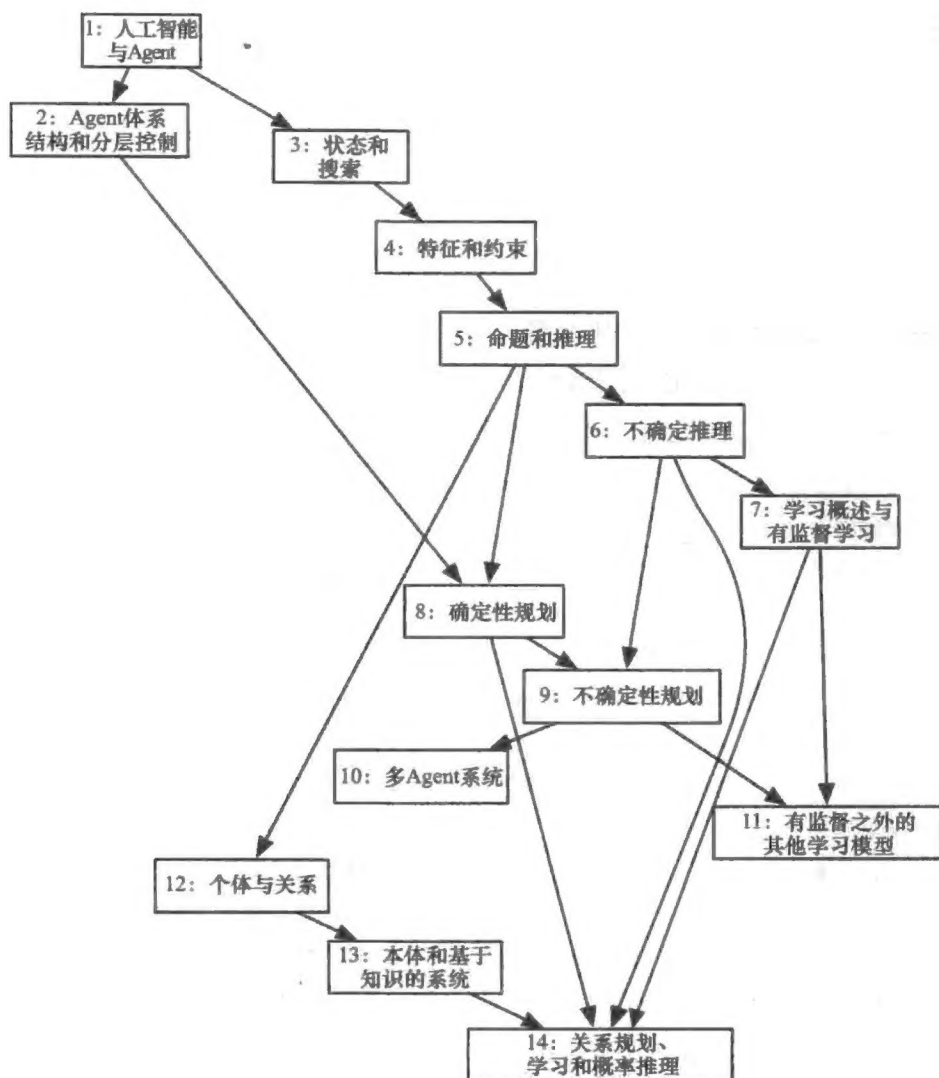 1：人工智能
与Agent
2：Agent体系
结构和分层控制
3：状态和
搜索
4：特征和约束
5：命题和推理
6：不确定推理
7：学习概述与
有监督学习
8：确定性规划
9：不确定性规划
10：多Agent系统
11：有监督之外的
其他学习模型
12：个体与关系
13：本体和基于
知识的系统
14：关系规划、
学习和概率推理